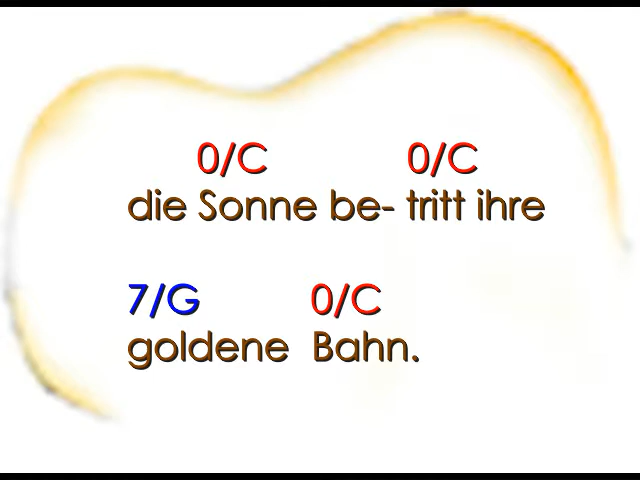 0/C 0/C
die Sonne be- tritt ihre
7/G 0/C
goldene Bahn.